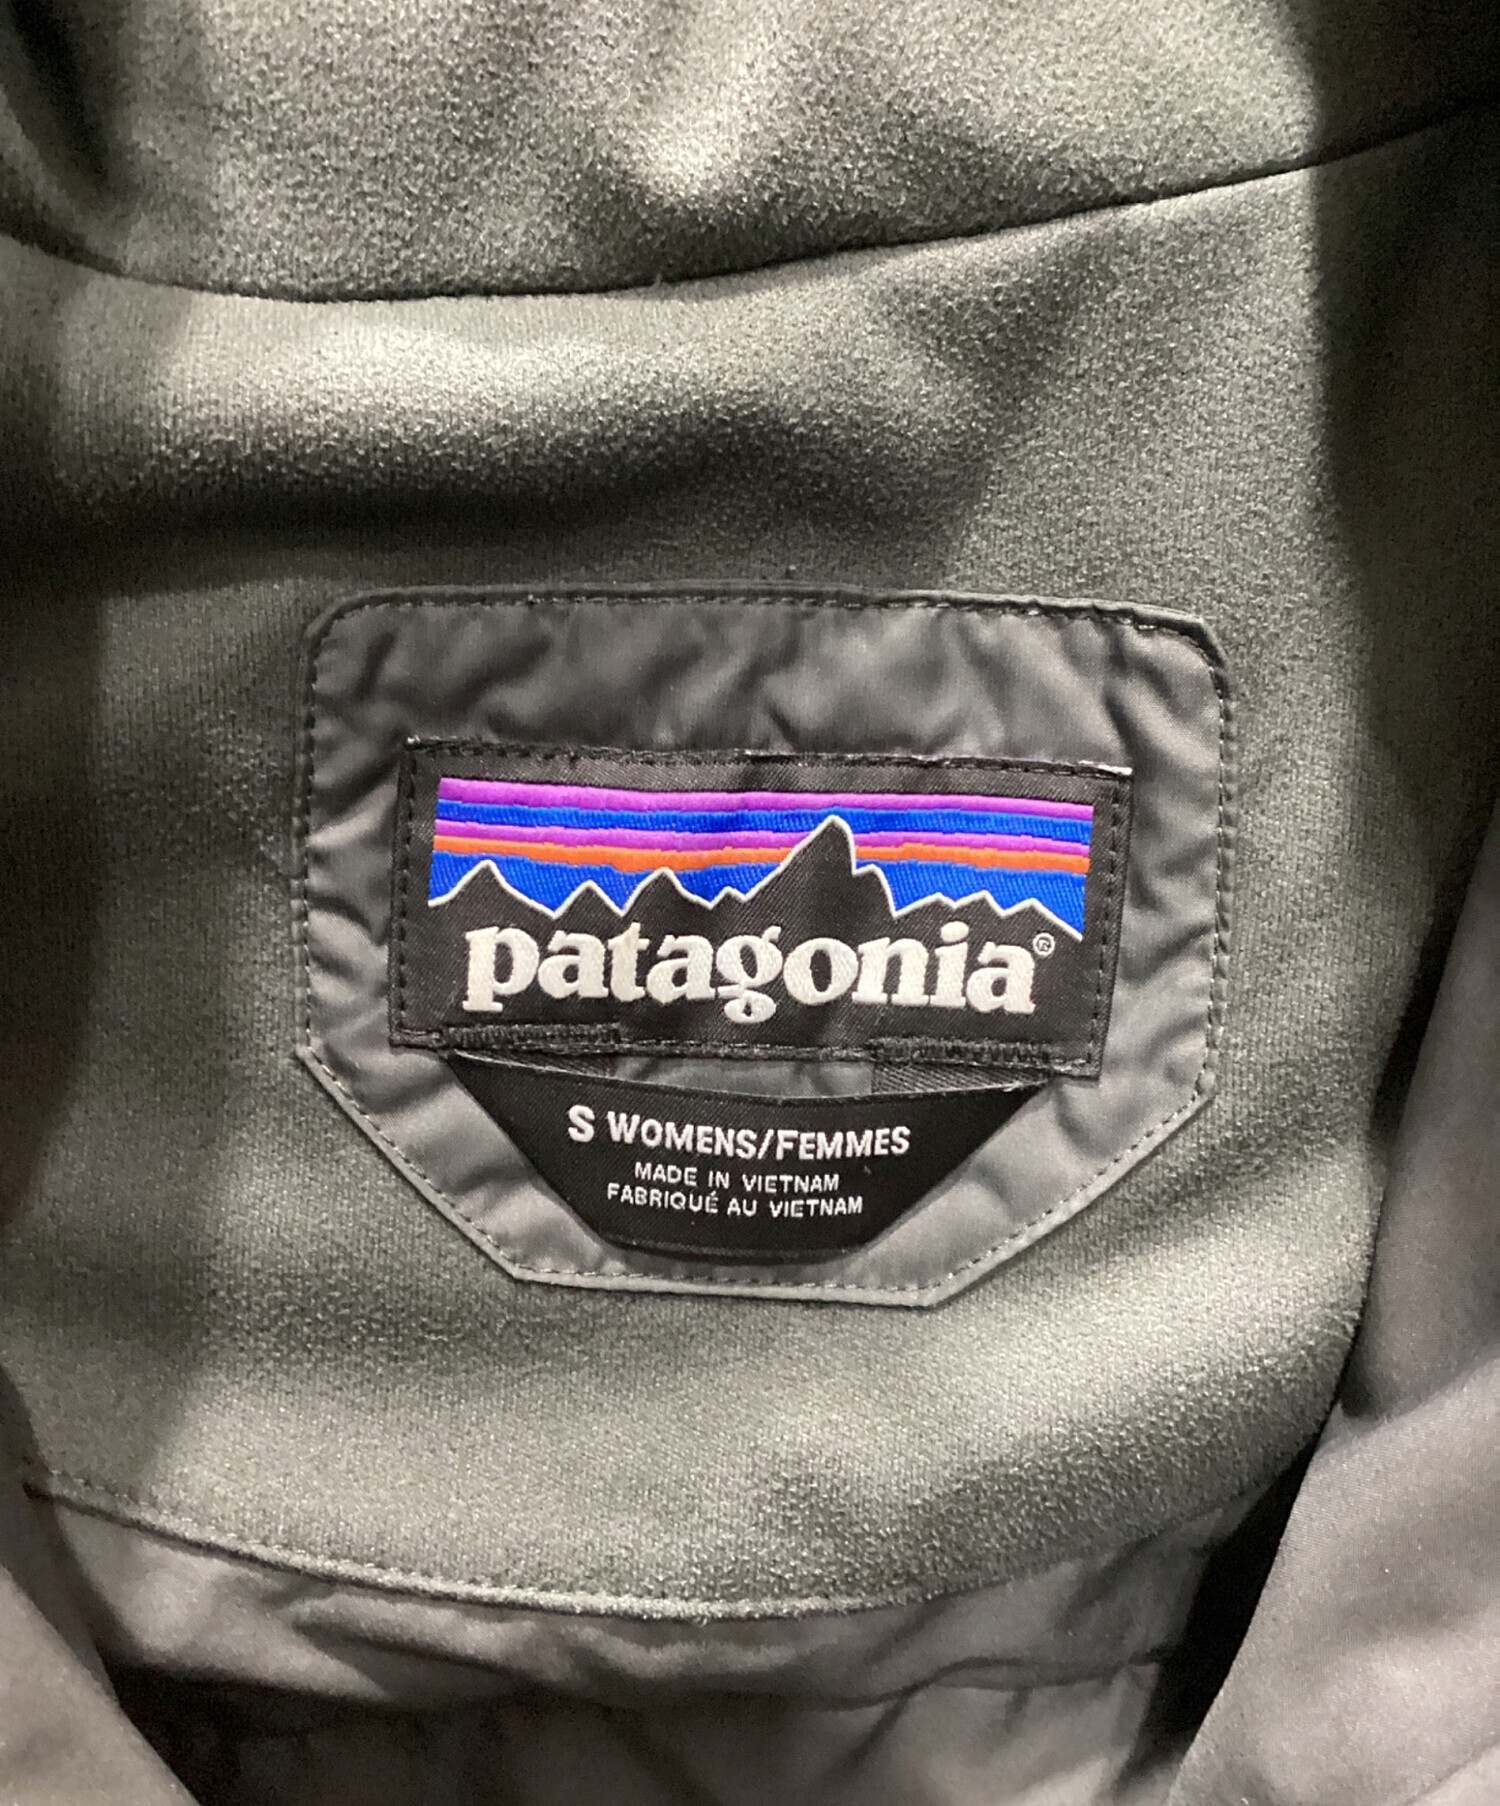 patagonia®
S WOMENS/FEMMES
MADE IN VIETNAM
FABRIQUÉ AU VIETNAM